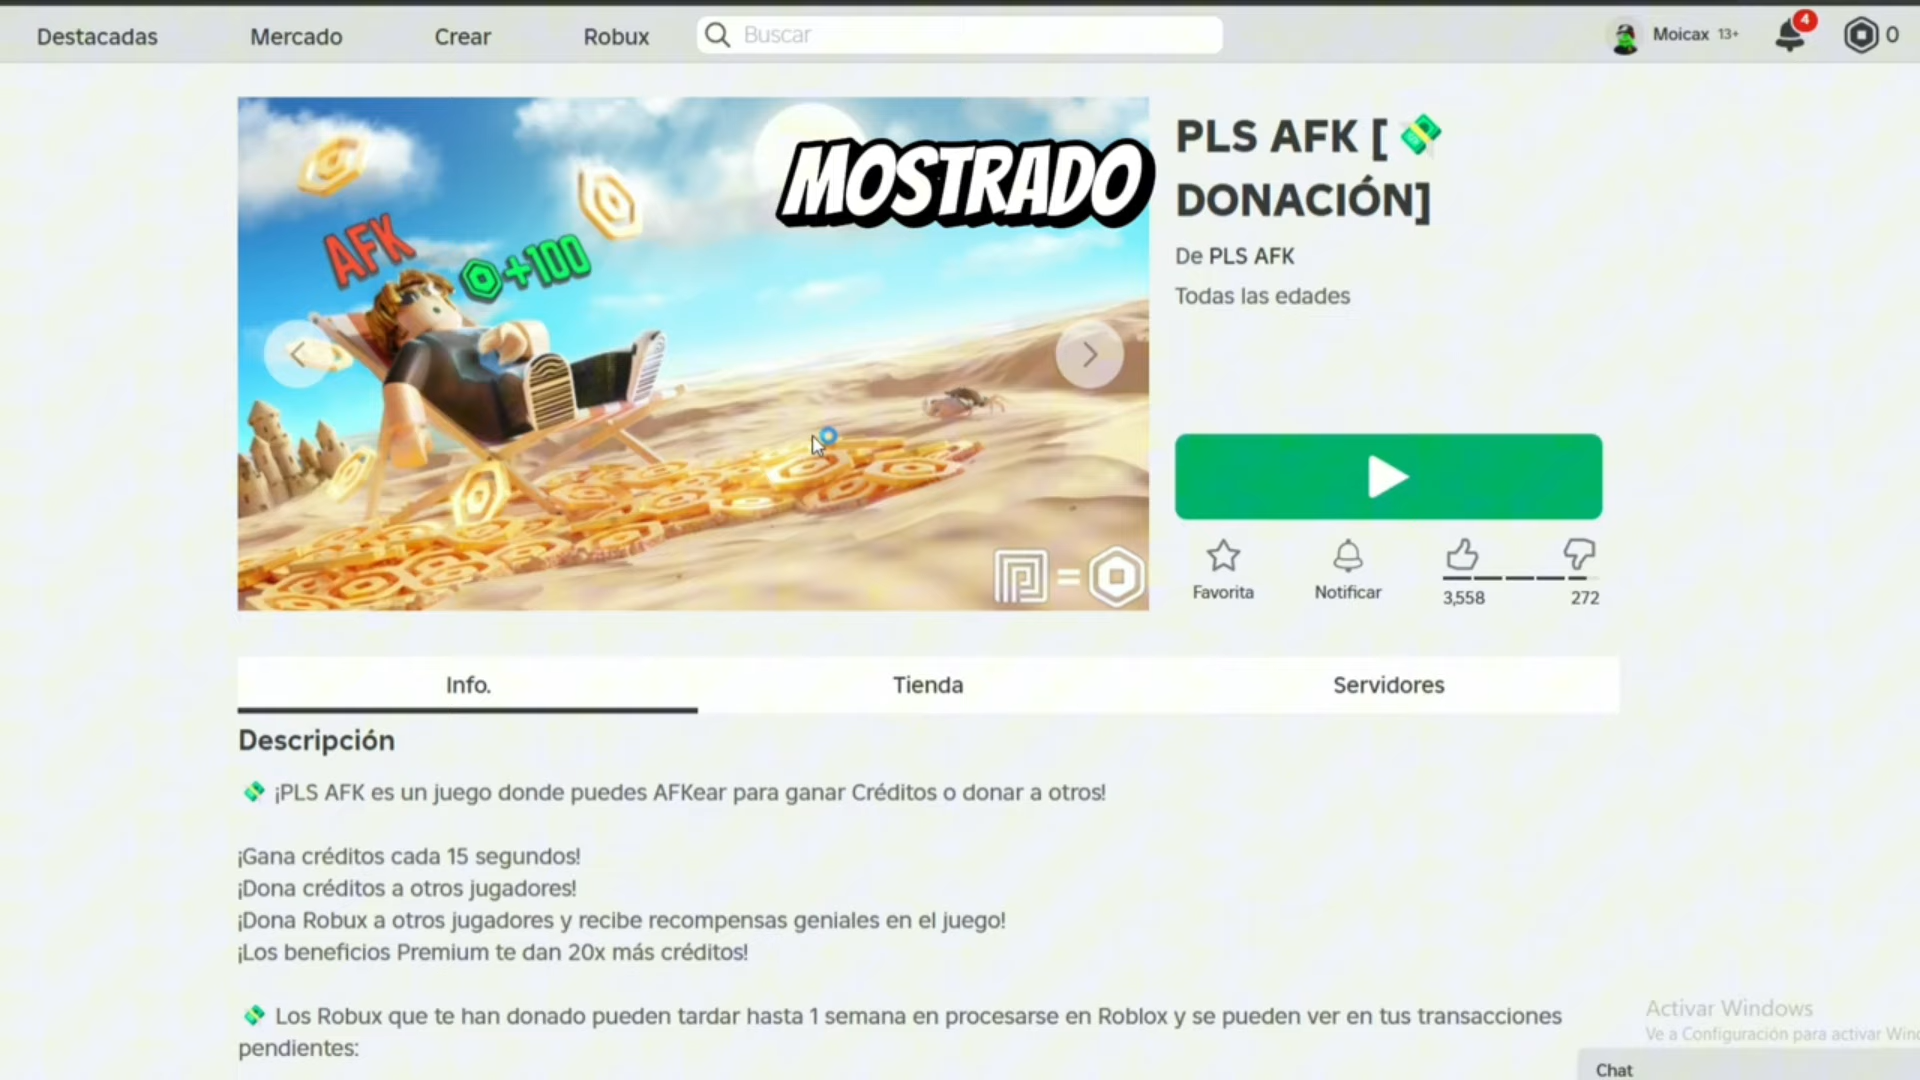 Destacadas
Mercado
Crear
Robux
Buscar
Moicax 13+
4
0
AFK
+100
MOSTRADO
=
PLS AFK [💸
DONACIÓN]
De PLS AFK
Todas las edades
Favorita
Notificar
3,558
272
Info.
Tienda
Servidores
Descripción
💸 ¡PLS AFK es un juego donde puedes AFKear para ganar Créditos o donar a otros!
¡Gana créditos cada 15 segundos!
¡Dona créditos a otros jugadores!
¡Dona Robux a otros jugadores y recibe recompensas geniales en el juego!
¡Los beneficios Premium te dan 20x más créditos!
💸 Los Robux que te han donado pueden tardar hasta 1 semana en procesarse en Roblox y se pueden ver en tus transacciones
pendientes:
Activar Windows
Ve a Configuración para activar Winc
Chat